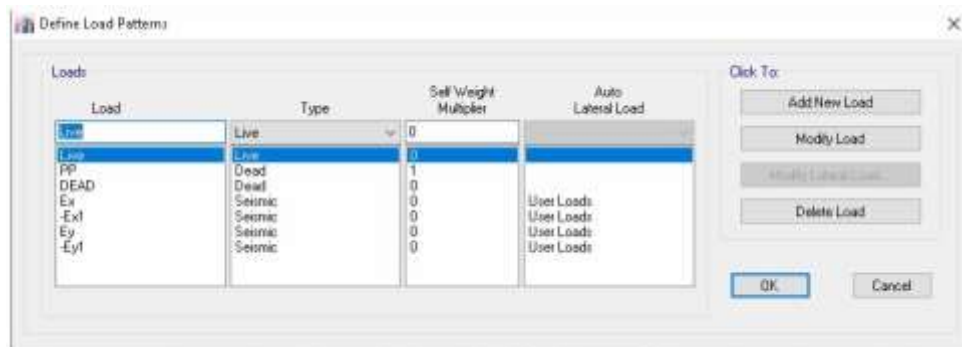 Define Load Patterns
Loads
Click To:
Load Type Self Weight Multiplier Auto Lateral Load
Live Live 0
Live Live 0
PP Dead 1
DEAD Dead 0
Ex Seismic 0 User Loads
-Ex1 Seismic 0 User Loads
Ey Seismic 0 User Loads
-Ey1 Seismic 0 User Loads
Add New Load
Modify Load
Modify Lateral Load...
Delete Load
OK Cancel